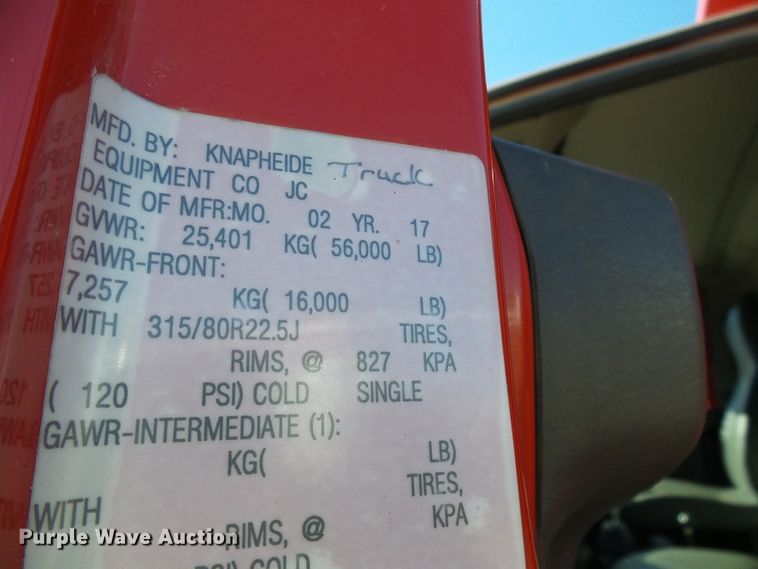 MFD. BY: KNAPHEIDE Truck
EQUIPMENT CO JC
DATE OF MFR:MO. 02 YR. 17
GVWR: 25,401 KG( 56,000 LB)
GAWR-FRONT:
7,257 KG( 16,000 LB)
WITH 315/80R22.5J TIRES,
RIMS, @ 827 KPA
( 120 PSI) COLD SINGLE
GAWR-INTERMEDIATE (1):
KG( LB)
TIRES,
WITH
RIMS, @ KPA
PSI) COLD
Purple Wave Auction